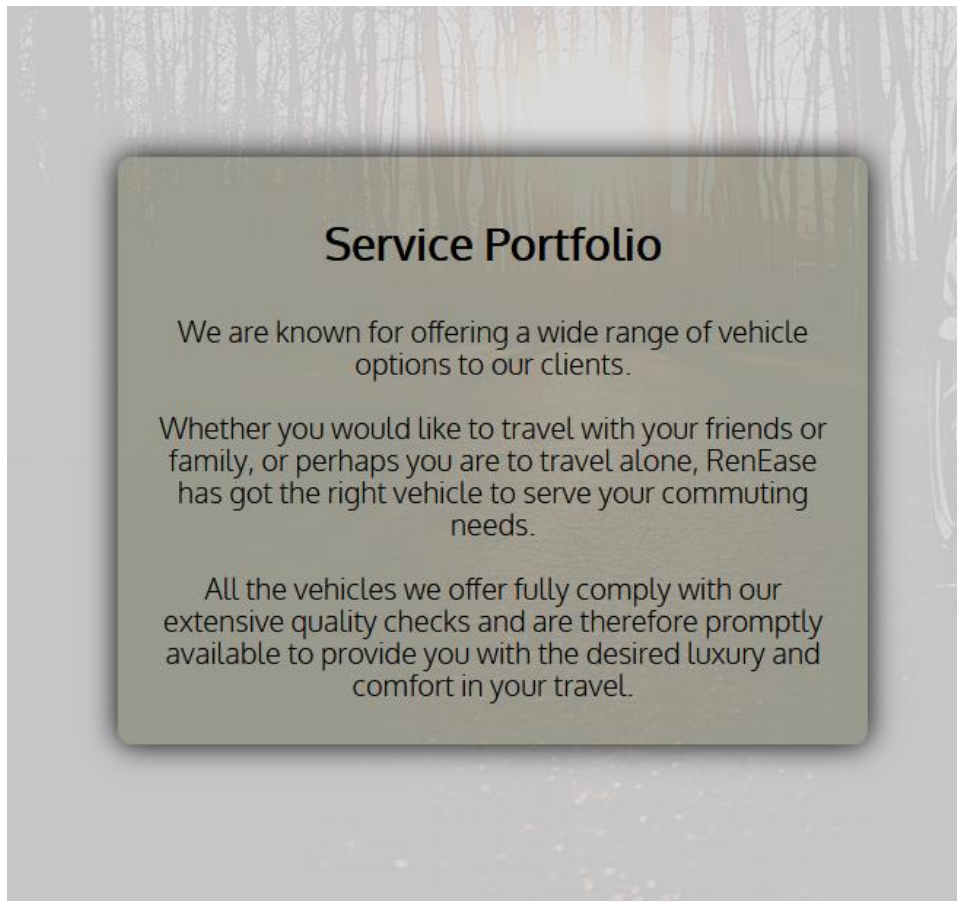 Service Portfolio
We are known for offering a wide range of vehicle
options to our clients.
Whether you would like to travel with your friends or
family, or perhaps you are to travel alone, RenEase
has got the right vehicle to serve your commuting
needs.
All the vehicles we offer fully comply with our
extensive quality checks and are therefore promptly
available to provide you with the desired luxury and
comfort in your travel.